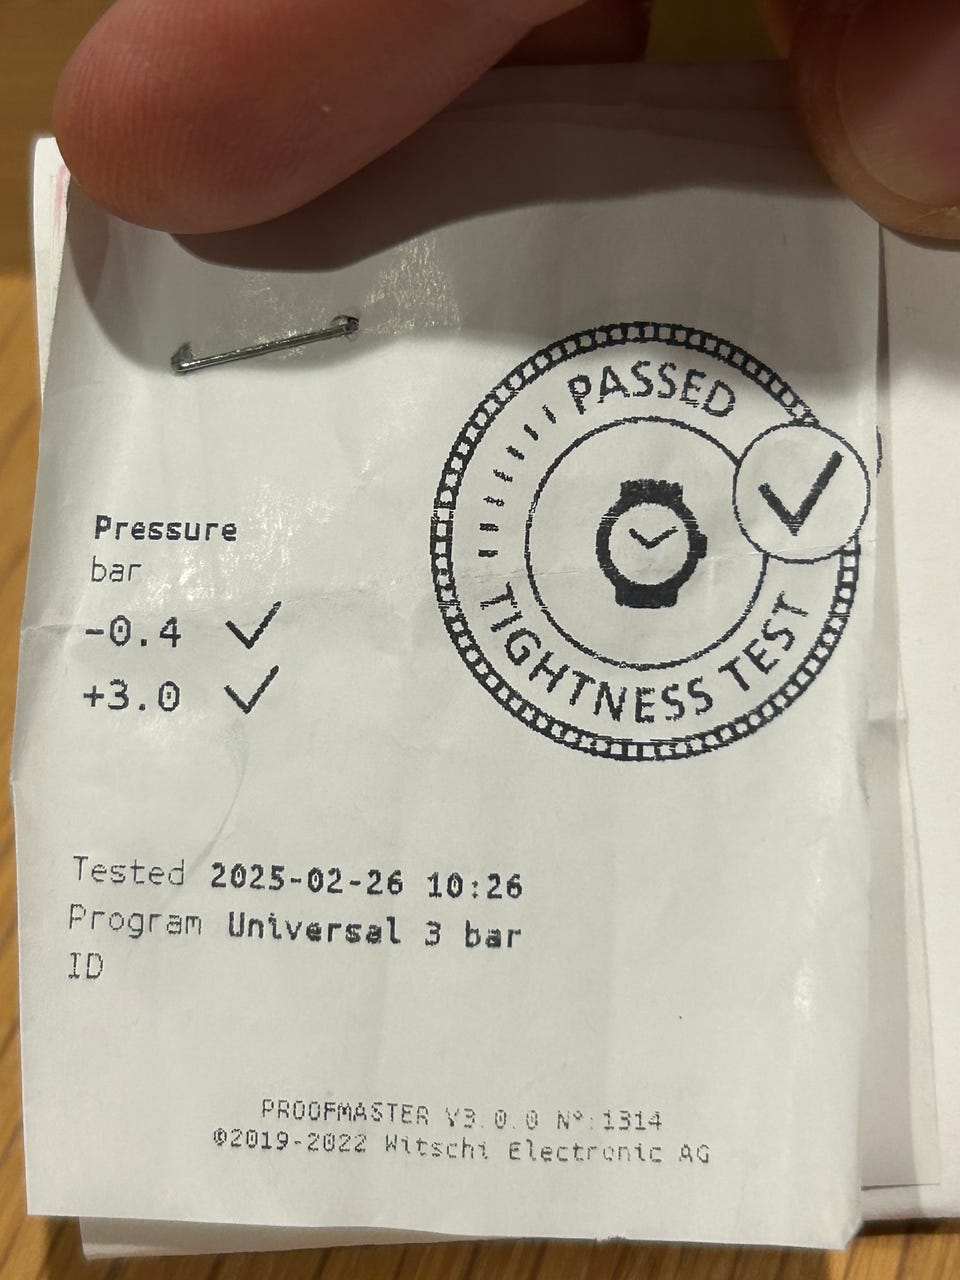 PASSED
TIGHTNESS TEST
Pressure
bar
-0.4 ✓
+3.0 ✓
Tested 2025-02-26 10:26
Program Universal 3 bar
ID
PROOFMASTER V3.0.0 Nº:1314
©2019-2022 Witschi Electronic AG